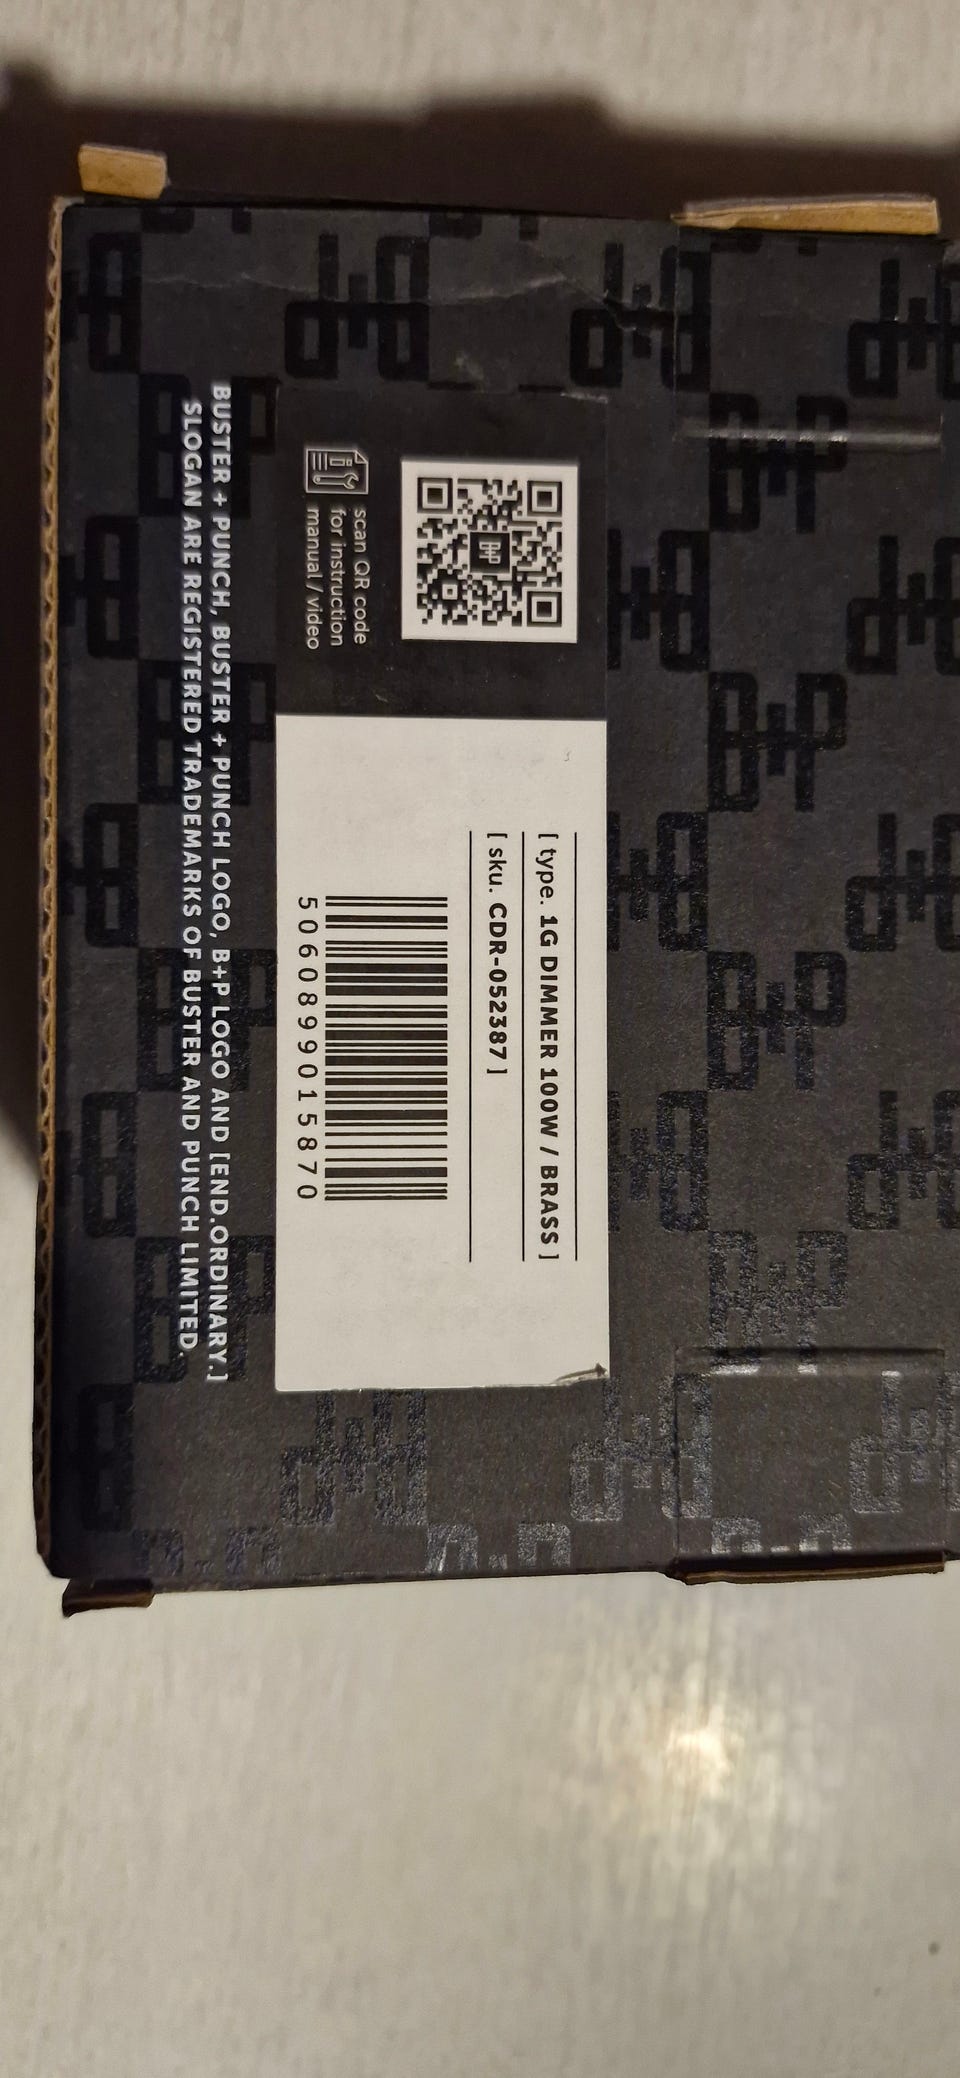 scan QR code
for instruction
manual / video
[ type. 1G DIMMER 100W / BRASS ]
[ sku. CDR-052387 ]
5060899015870
BUSTER + PUNCH, BUSTER + PUNCH LOGO, B+P LOGO AND [END.ORDINARY.]
SLOGAN ARE REGISTERED TRADEMARKS OF BUSTER AND PUNCH LIMITED.